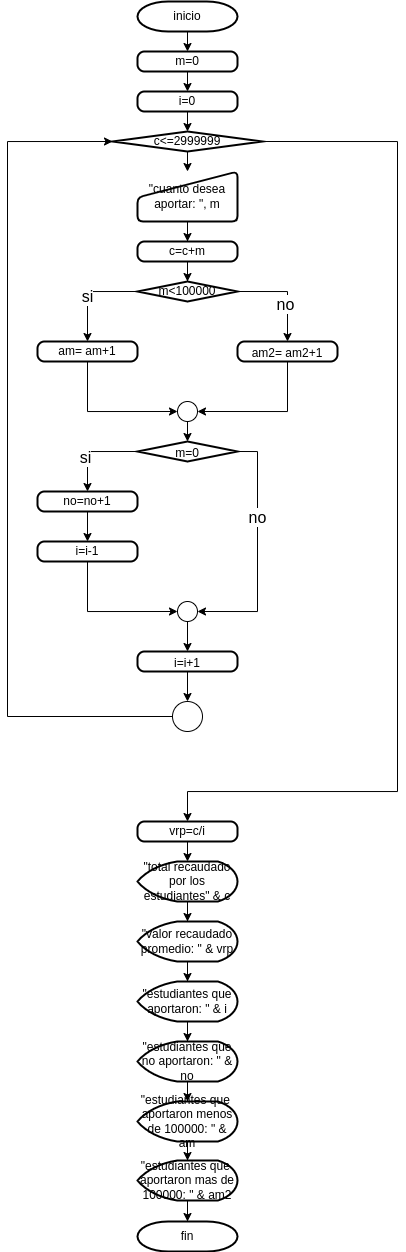 inicio
m=0
i=0
c<=2999999
"cuanto desea
aportar: ", m
c=c+m
m<100000
si
no
am= am+1
am2= am2+1
m=0
si
no=no+1
no
i=i-1
i=i+1
vrp=c/i
"total recaudado
por los
estudiantes" & c
"valor recaudado
promedio: " & vrp
"estudiantes que
aportaron: " & i
"estudiantes que
no aportaron: " &
no
"estudiantes que
aportaron menos
de 100000: " &
am
"estudiantes que
aportaron mas de
100000: " & am2
fin